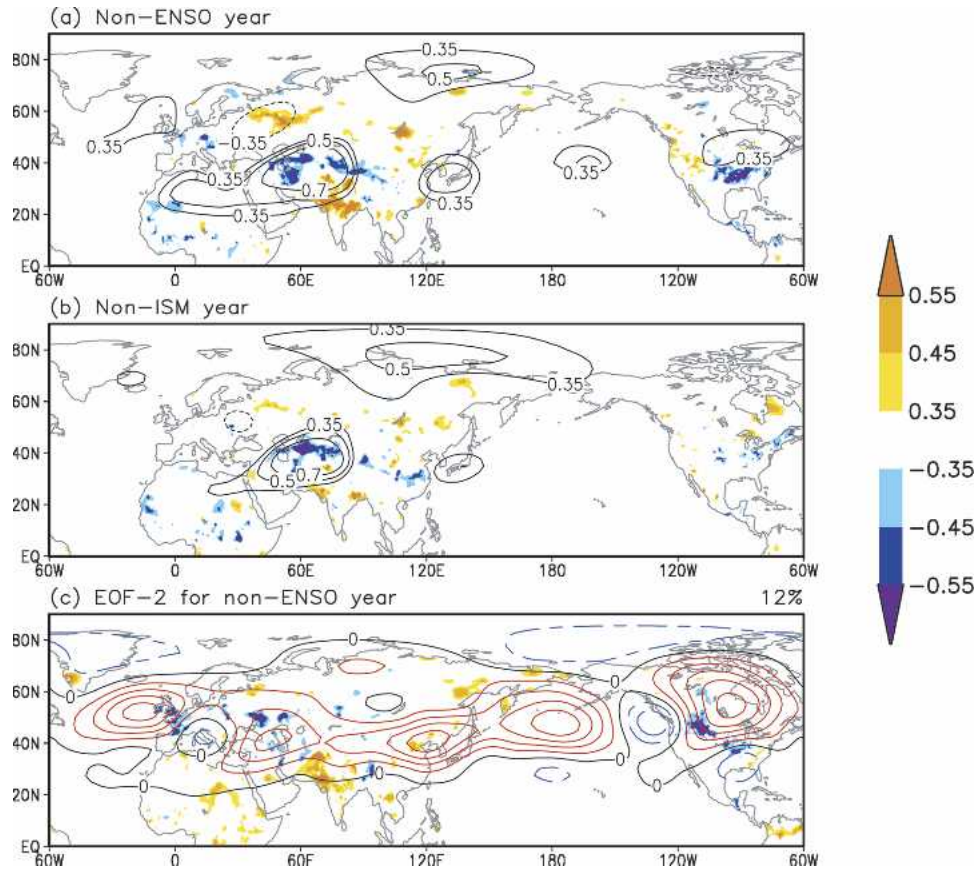 (a) Non-ENSO year
80N
60N
40N
20N
EQ
0.35
0.5
0.35
0.5
-0.35
0.35
0.7
0.35
0.35
0.35
0.35
60W 0 60E 120E 180 120W 60W
(b) Non-ISM year
80N
60N
40N
20N
EQ
0.35
0.5
0.35
0.35
0.7
0.5
60W 0 60E 120E 180 120W 60W
(c) EOF-2 for non-ENSO year 12%
80N
60N
40N
20N
EQ
0
0
0
0
0
0
0
0
60W 0 60E 120E 180 120W 60W
0.55
0.45
0.35
-0.35
-0.45
-0.55